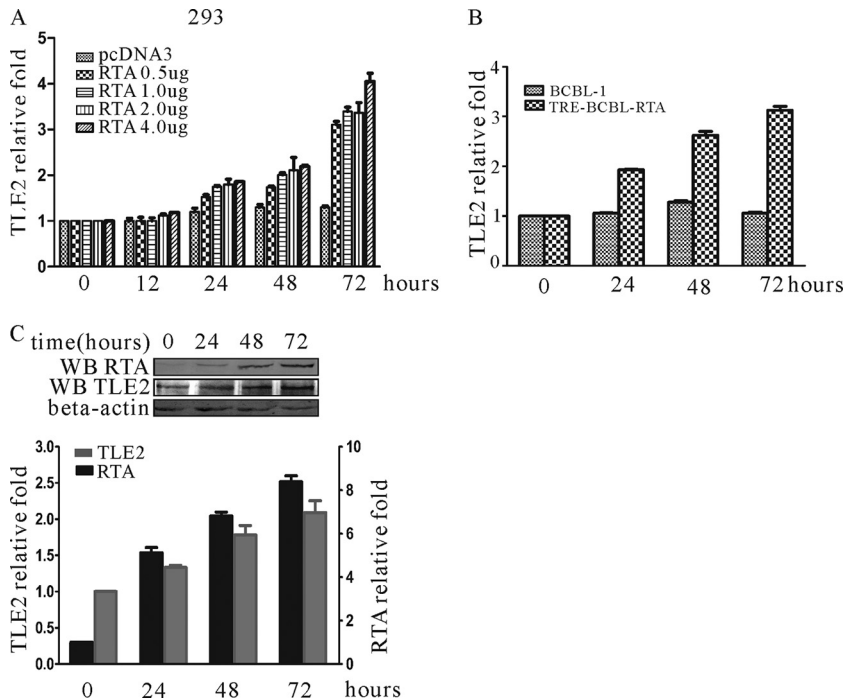 A 293
TLE2 relative fold
5
4
3
2
1
0
pcDNA3
RTA 0.5ug
RTA 1.0ug
RTA 2.0ug
RTA 4.0ug
0 12 24 48 72 hours
B
TLE2 relative fold
4
3
2
1
0
BCBL-1
TRE-BCBL-RTA
0 24 48 72 hours
C
time(hours) 0 24 48 72
WB RTA
WB TLE2
beta-actin
TLE2 relative fold
3.0
2.5
2.0
1.5
1.0
0.5
0.0
TLE2
RTA
10
8
6
4
2
0
RTA relative fold
0 24 48 72 hours